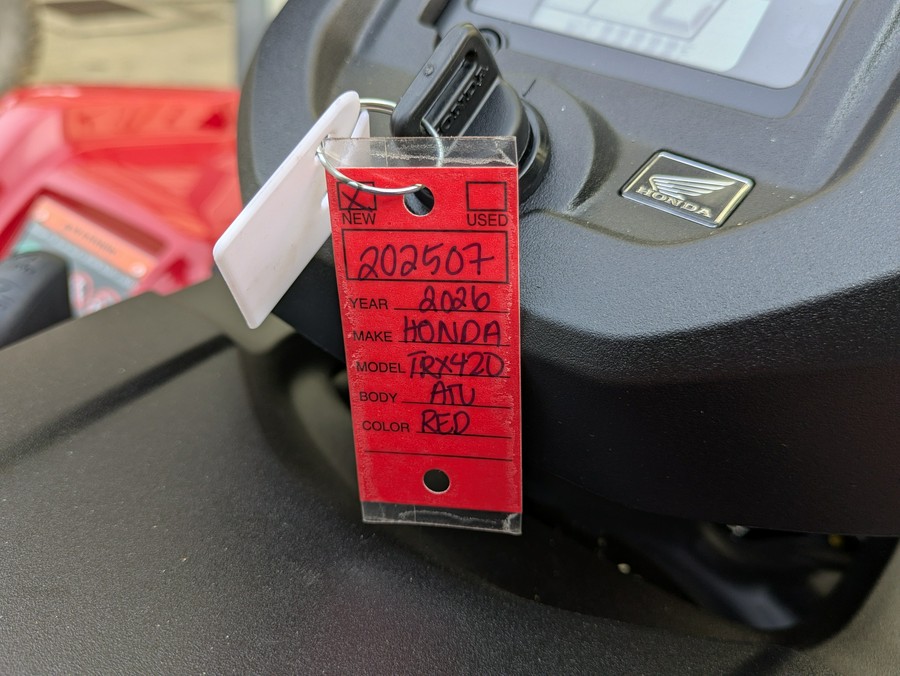 HONDA
NEW USED
202507
YEAR 2026
MAKE HONDA
MODEL TRX420
BODY ATV
COLOR RED